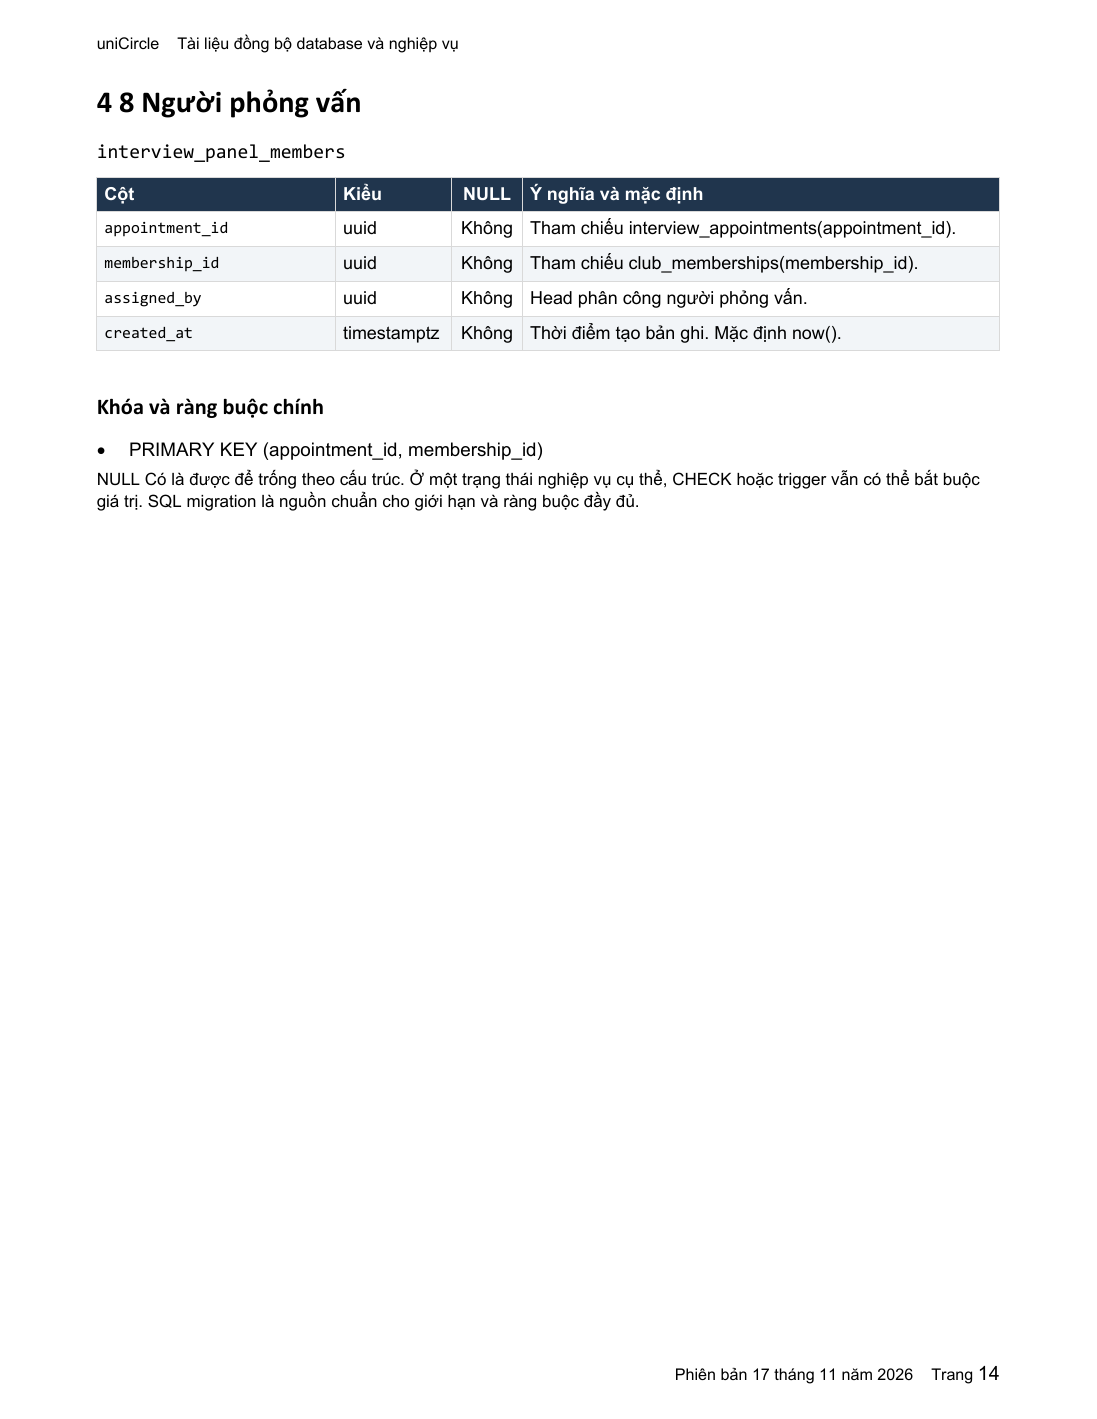 uniCircle Tài liệu đồng bộ database và nghiệp vụ
4 8 Người phỏng vấn
interview_panel_members
Cột Kiểu NULL Ý nghĩa và mặc định
appointment_id uuid Không Tham chiếu interview_appointments(appointment_id).
membership_id uuid Không Tham chiếu club_memberships(membership_id).
assigned_by uuid Không Head phân công người phỏng vấn.
created_at timestamptz Không Thời điểm tạo bản ghi. Mặc định now().
Khóa và ràng buộc chính
• PRIMARY KEY (appointment_id, membership_id)
NULL Có là được để trống theo cấu trúc. Ở một trạng thái nghiệp vụ cụ thể, CHECK hoặc trigger vẫn có thể bắt buộc
giá trị. SQL migration là nguồn chuẩn cho giới hạn và ràng buộc đầy đủ.
Phiên bản 17 tháng 11 năm 2026 Trang 14